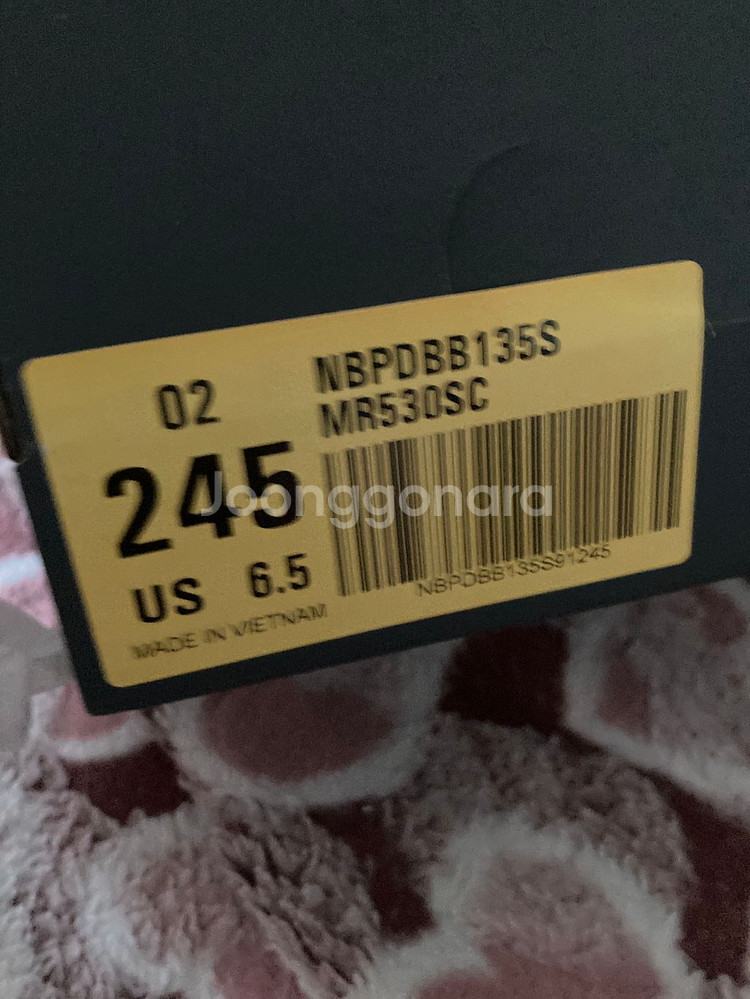 02
NBPDBB135S
MR530SC
245
US 6.5
NBPDBB135S91245
MADE IN VIETNAM
Joonggonara